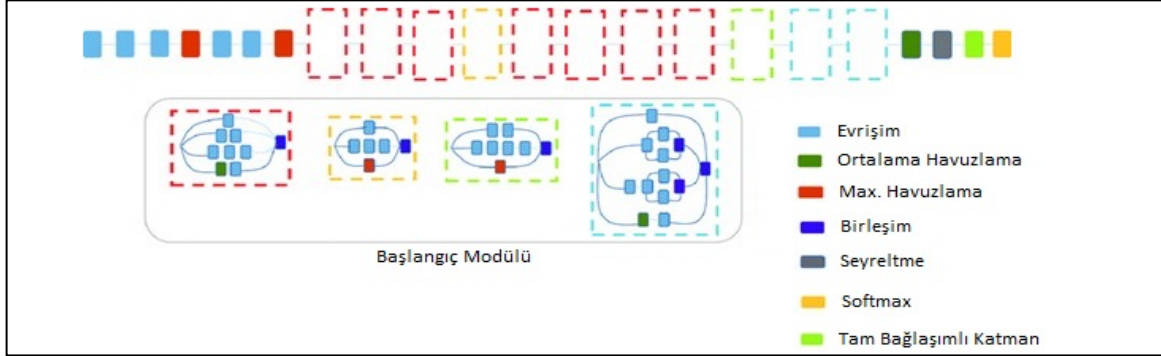 Evrişim
Ortalama Havuzlama
Max. Havuzlama
Birleşim
Başlangıç Modülü
Seyreltme
Softmax
Tam Bağlaşımlı Katman